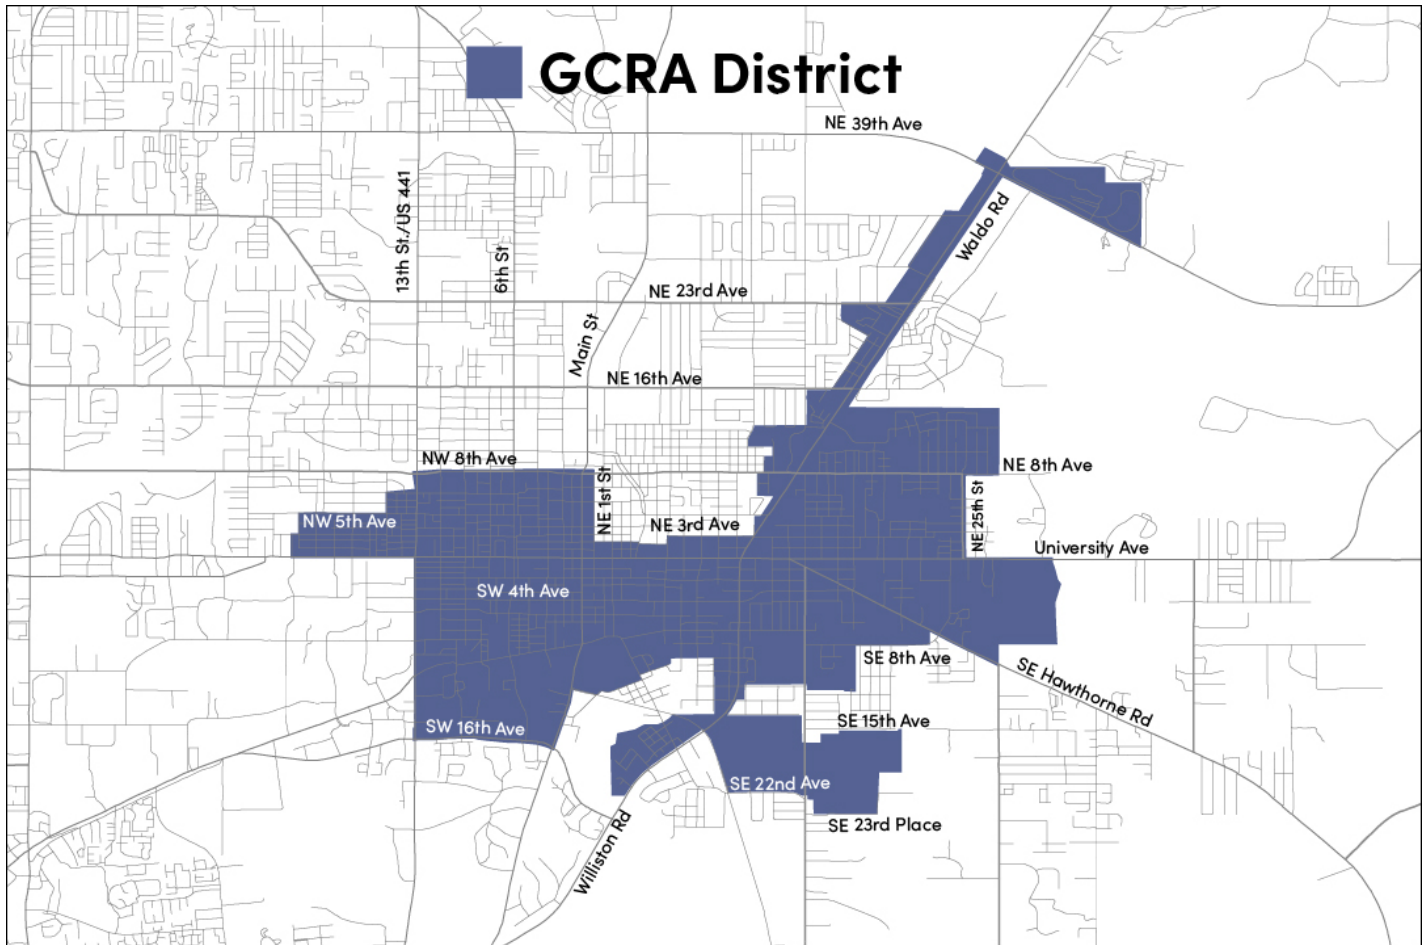 GCRA District
NE 39th Ave
13th St./US 441
6th St
Waldo Rd
NE 23rd Ave
Main St
NE 16th Ave
NW 8th Ave
NE 1st St
NE 8th Ave
NE 25th St
NW 5th Ave
NE 3rd Ave
University Ave
SW 4th Ave
SE 8th Ave
SE Hawthorne Rd
SW 16th Ave
SE 15th Ave
SE 22nd Ave
SE 23rd Place
Williston Rd